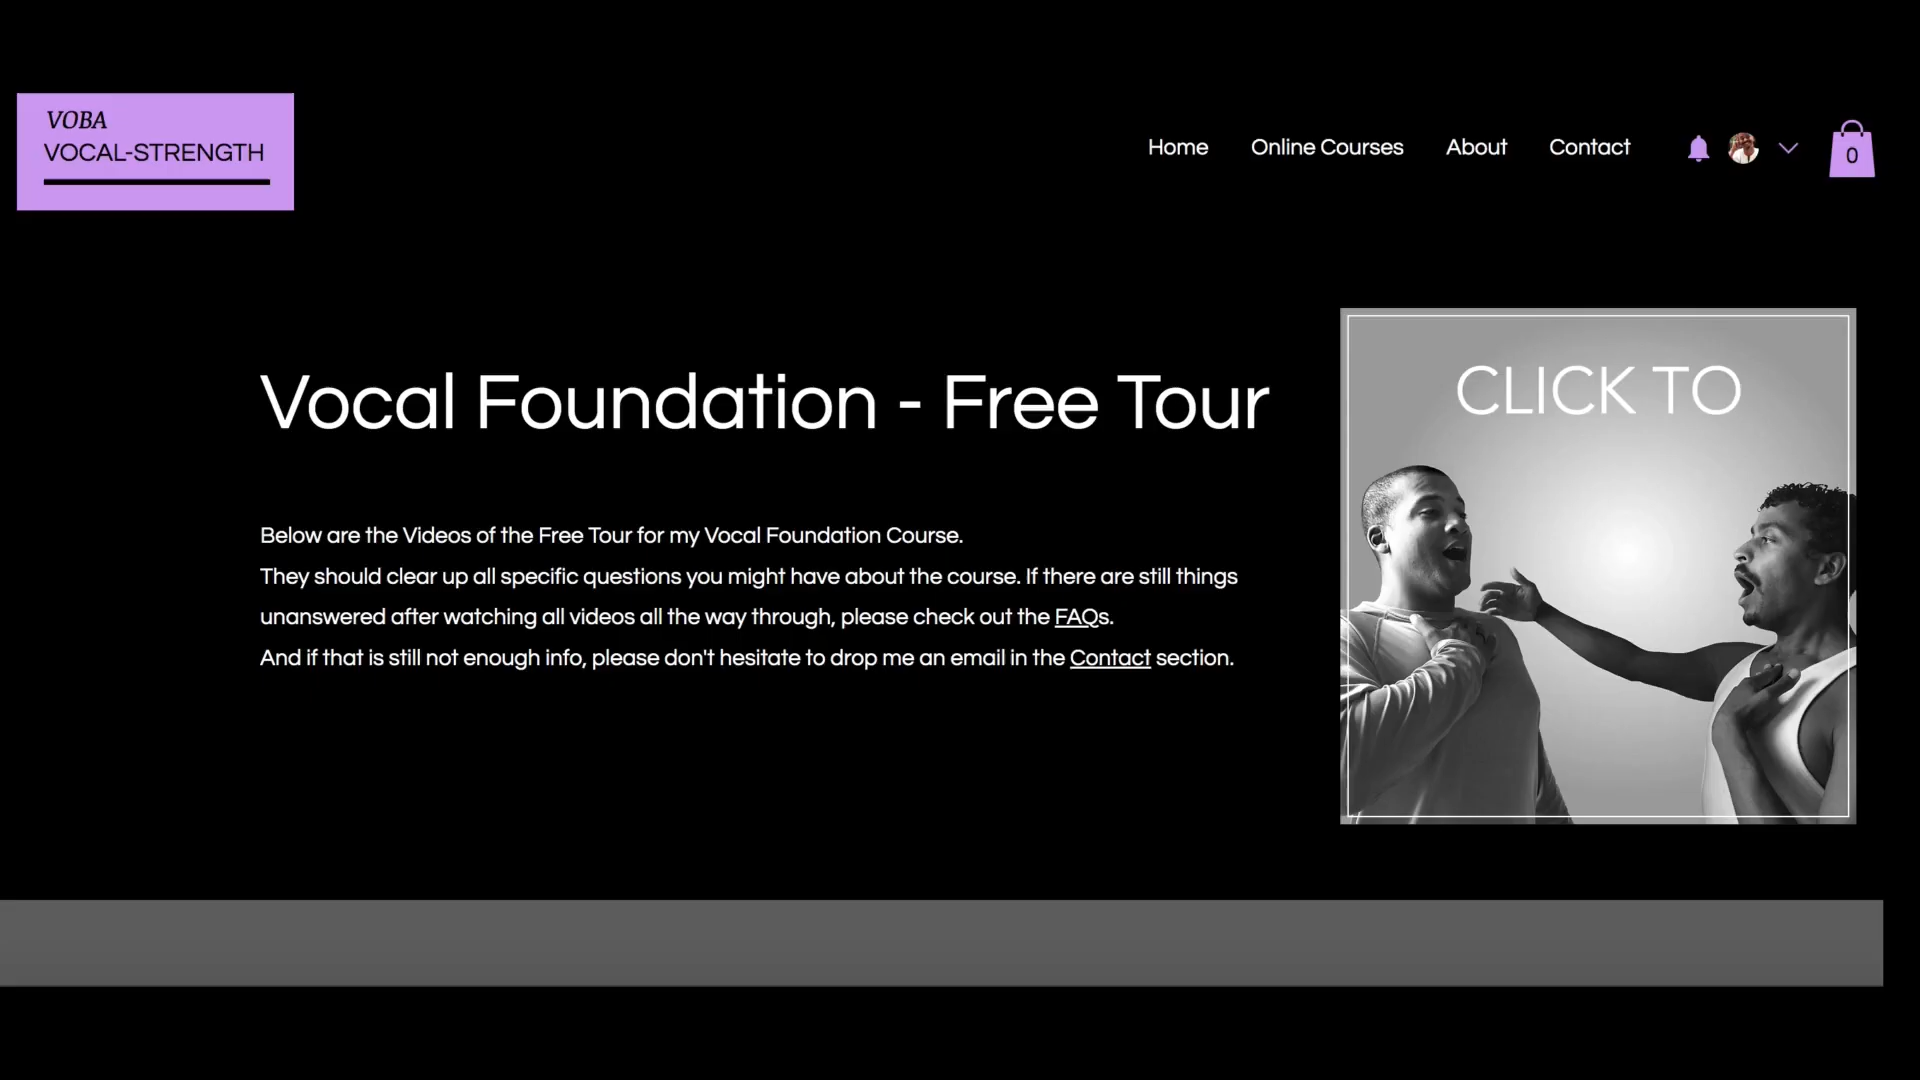 VOBA
VOCAL-STRENGTH
Home
Online Courses
About
Contact
0
Vocal Foundation - Free Tour
CLICK TO
Below are the Videos of the Free Tour for my Vocal Foundation Course.
They should clear up all specific questions you might have about the course. If there are still things
unanswered after watching all videos all the way through, please check out the FAQs.
And if that is still not enough info, please don't hesitate to drop me an email in the Contact section.